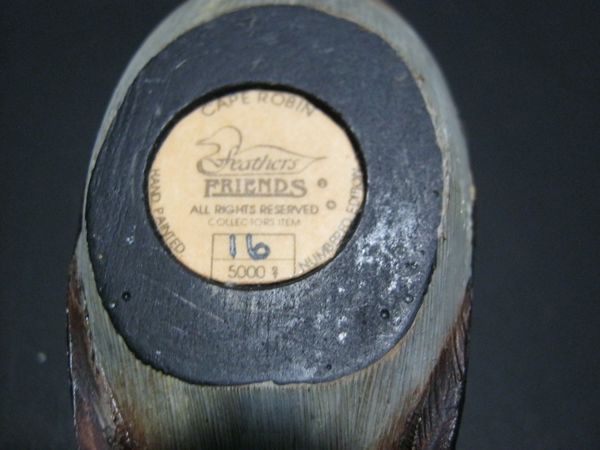 CAPE ROBIN
Feathers
FRIENDS
ALL RIGHTS RESERVED
COLLECTORS ITEM
HAND PAINTED
NUMBERED EDITION
16
5000